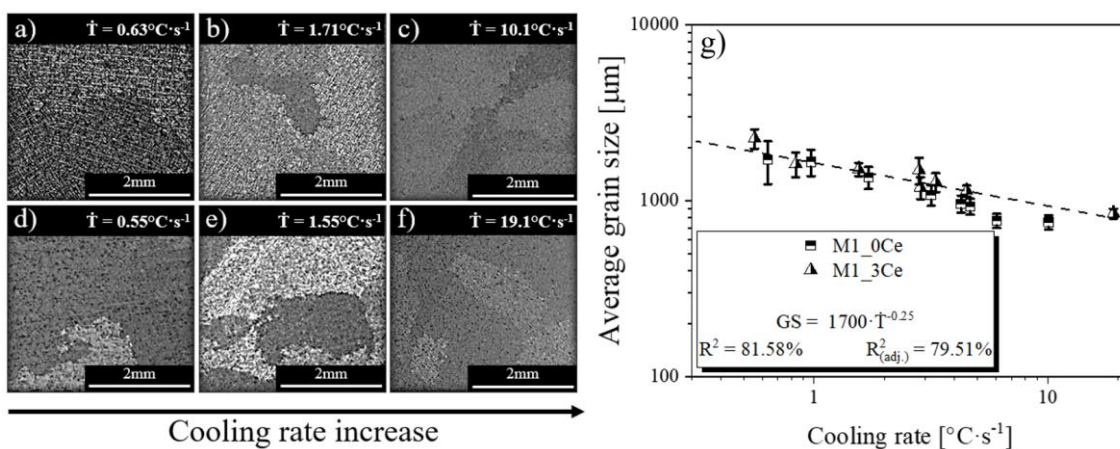 a) Ṫ = 0.63°C·s⁻¹
b) Ṫ = 1.71°C·s⁻¹
c) Ṫ = 10.1°C·s⁻¹
2mm
2mm
2mm
d) Ṫ = 0.55°C·s⁻¹
e) Ṫ = 1.55°C·s⁻¹
f) Ṫ = 19.1°C·s⁻¹
2mm
2mm
2mm
Cooling rate increase
g)
Average grain size [µm]
10000
1000
100
M1_0Ce
M1_3Ce
GS = 1700·Ṫ⁻⁰·²⁵
R² = 81.58% R²(adj.) = 79.51%
1 10
Cooling rate [°C·s⁻¹]